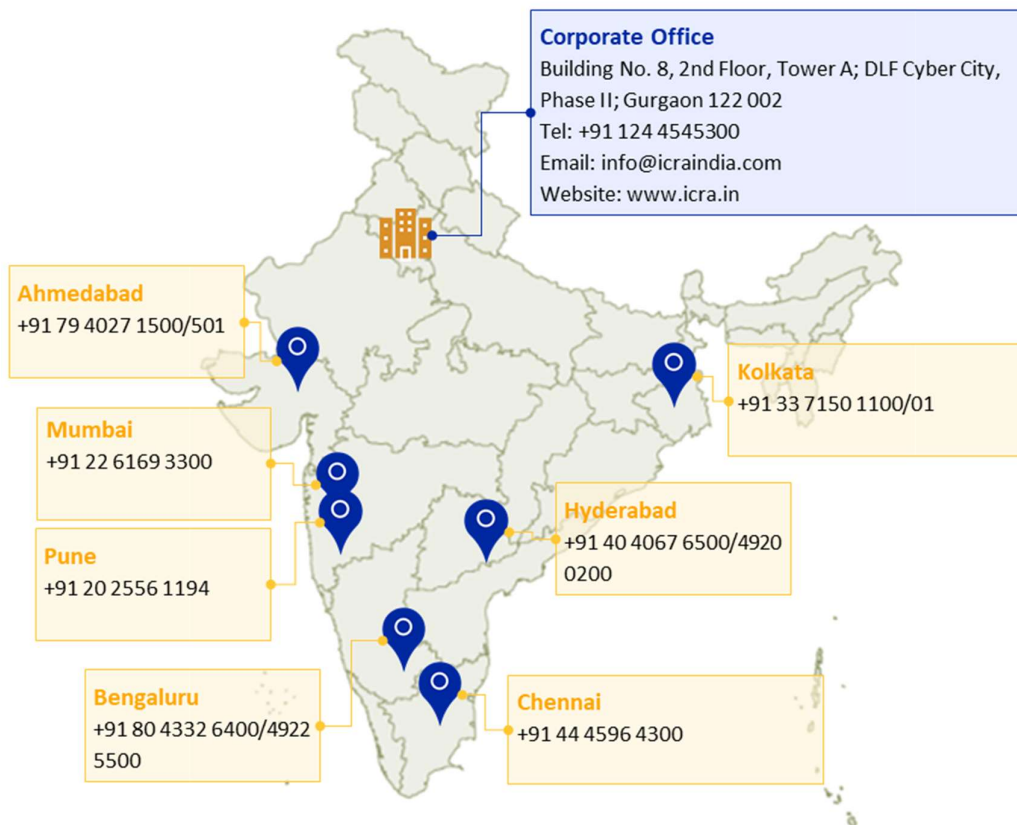 Corporate Office
Building No. 8, 2nd Floor, Tower A; DLF Cyber City,
Phase II; Gurgaon 122 002
Tel: +91 124 4545300
Email: info@icraindia.com
Website: www.icra.in
Ahmedabad
+91 79 4027 1500/501
Kolkata
+91 33 7150 1100/01
Mumbai
+91 22 6169 3300
Hyderabad
+91 40 4067 6500/4920
0200
Pune
+91 20 2556 1194
Bengaluru
+91 80 4332 6400/4922
5500
Chennai
+91 44 4596 4300